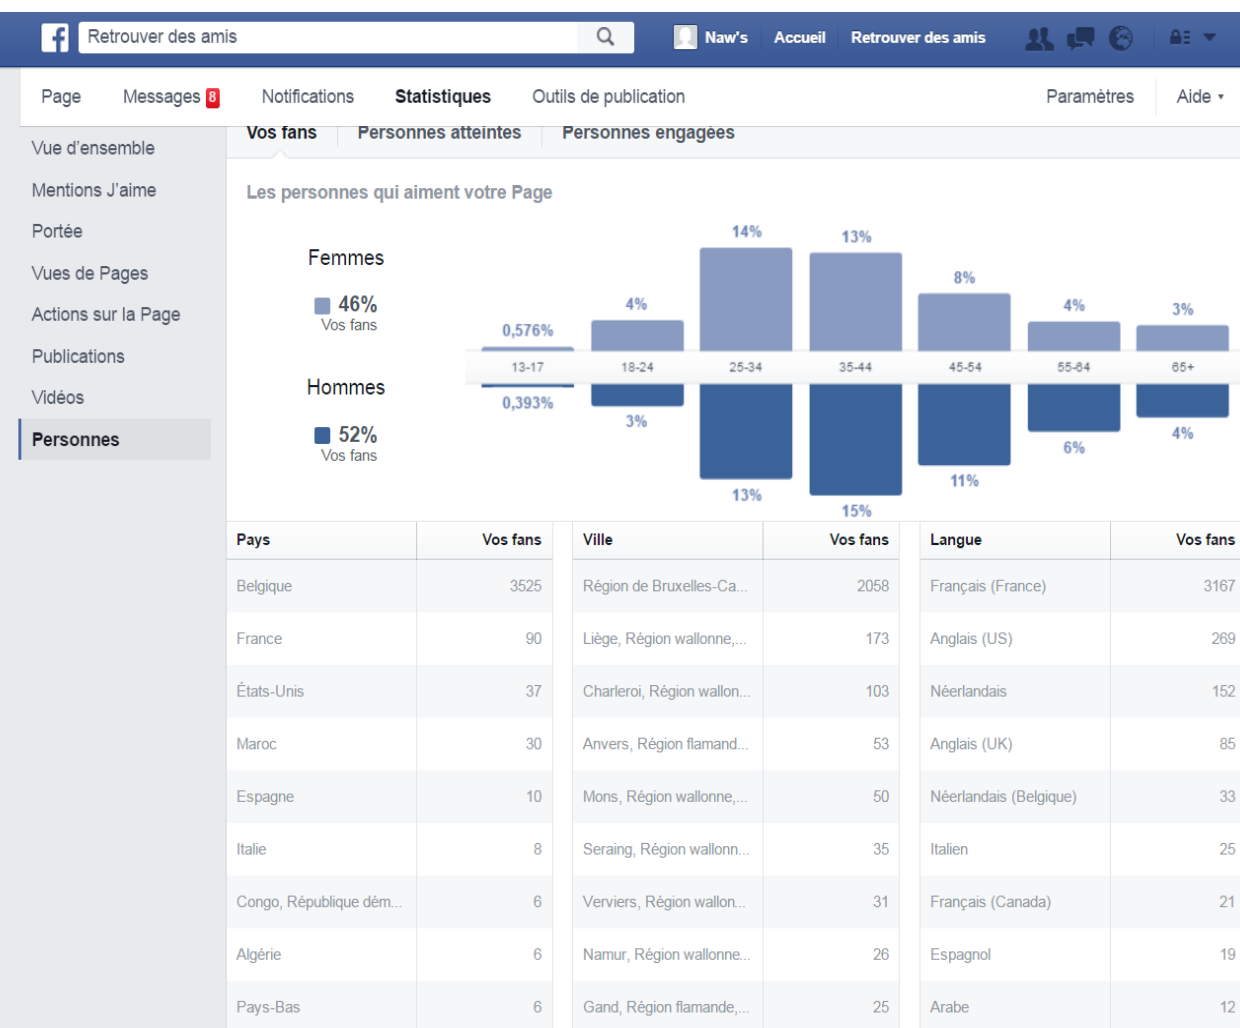 f Retrouver des amis Naw's Accueil Retrouver des amis
Page Messages 8 Notifications Statistiques Outils de publication Paramètres Aide
Vue d'ensemble
Mentions J'aime
Portée
Vues de Pages
Actions sur la Page
Publications
Vidéos
Personnes
Vos fans Personnes atteintes Personnes engagées
Les personnes qui aiment votre Page
Femmes
46%
Vos fans
0,576% 4% 14% 13% 8% 4% 3%
13-17 18-24 25-34 35-44 45-54 55-64 65+
Hommes
52%
Vos fans
0,393% 3% 13% 15% 11% 6% 4%
Pays Vos fans Ville Vos fans Langue Vos fans
Belgique 3525 Région de Bruxelles-Ca... 2058 Français (France) 3167
France 90 Liège, Région wallonne,... 173 Anglais (US) 269
États-Unis 37 Charleroi, Région wallon... 103 Néerlandais 152
Maroc 30 Anvers, Région flamand... 53 Anglais (UK) 85
Espagne 10 Mons, Région wallonne,... 50 Néerlandais (Belgique) 33
Italie 8 Seraing, Région wallonn... 35 Italien 25
Congo, République dém... 6 Verviers, Région wallon... 31 Français (Canada) 21
Algérie 6 Namur, Région wallonne... 26 Espagnol 19
Pays-Bas 6 Gand, Région flamande,... 25 Arabe 12